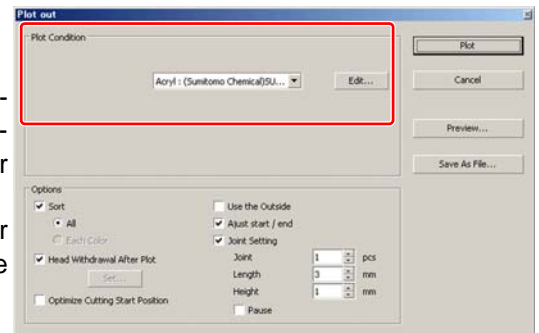 Plot out
Plot Condition
Plot
Acryl : (Sumitomo Chemical)SU...
Edit...
Cancel
Preview...
Save As File...
Options
Sort
Use the Outside
All
Ajust start / end
Each Color
Joint Setting
Head Withdrawal After Plot
Joint 1 pcs
Set...
Length 3 mm
Optimize Cutting Start Position
Height 1 mm
Pause
-
-
r
r
e